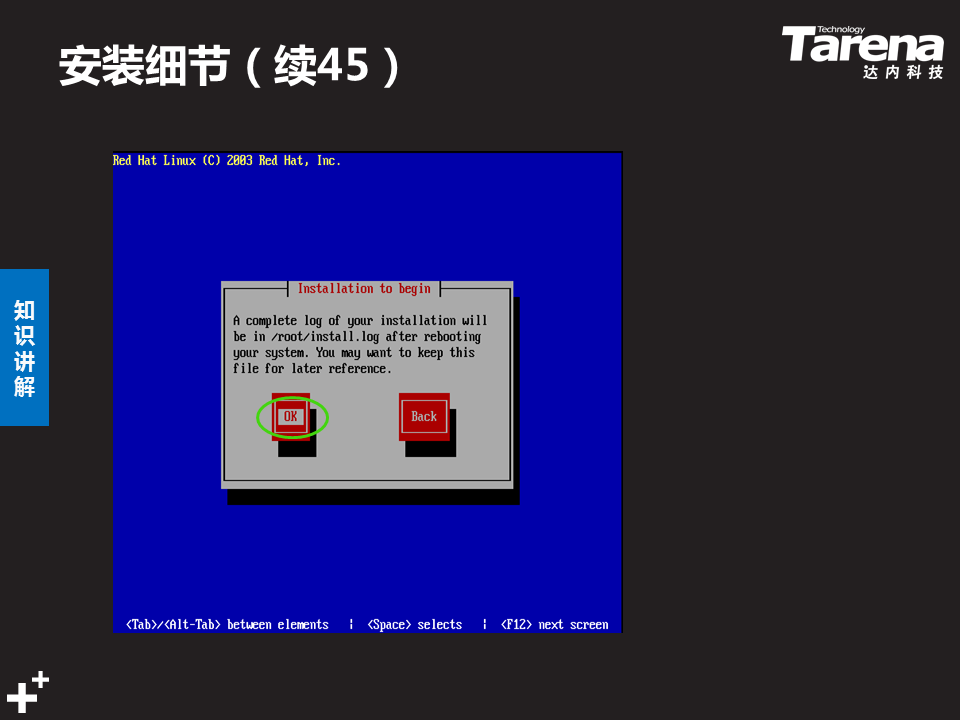 安装细节（续45）
Technology
Tarena
达内科技
Red Hat Linux (C) 2003 Red Hat, Inc.
Installation to begin
A complete log of your installation will
be in /root/install.log after rebooting
your system. You may want to keep this
file for later reference.
OK
Back
<Tab>/<Alt-Tab> between elements | <Space> selects | <F12> next screen
知识讲解